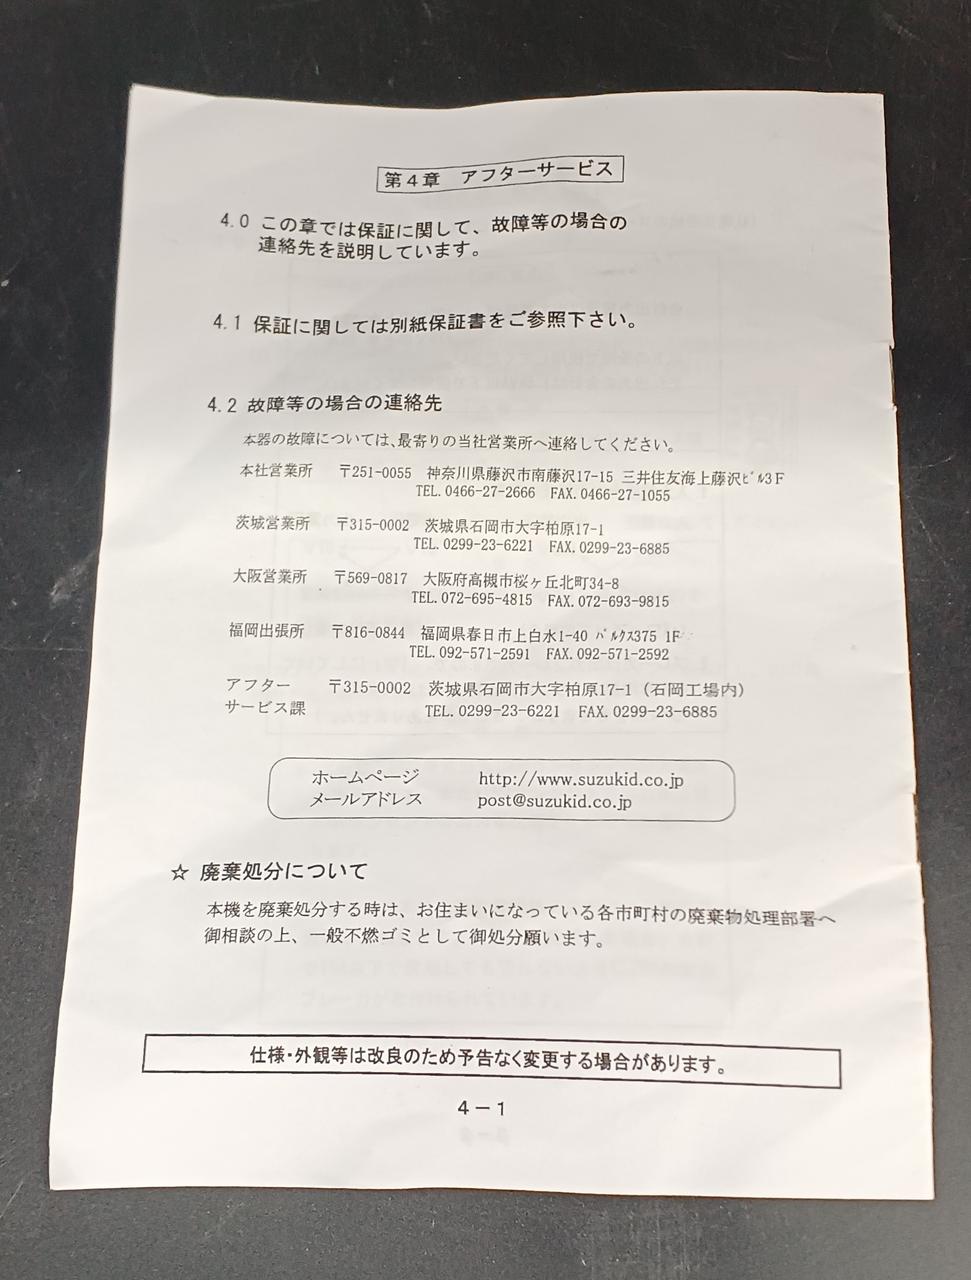 第4章　アフターサービス
4.0 この章では保証に関して、故障等の場合の
連絡先を説明しています。
4.1 保証に関しては別紙保証書をご参照下さい。
4.2 故障等の場合の連絡先
本器の故障については、最寄りの当社営業所へ連絡してください。
本社営業所　〒251-0055　神奈川県藤沢市南藤沢17-15 三井住友海上藤沢ﾋﾞﾙ3F
TEL.0466-27-2666　FAX.0466-27-1055
茨城営業所　〒315-0002　茨城県石岡市大字柏原17-1
TEL.0299-23-6221　FAX.0299-23-6885
大阪営業所　〒569-0817　大阪府高槻市桜ヶ丘北町34-8
TEL.072-695-4815　FAX.072-693-9815
福岡出張所　〒816-0844　福岡県春日市上白水1-40 ﾊﾟﾙｸｽ375 1F
TEL.092-571-2591　FAX.092-571-2592
アフター　〒315-0002　茨城県石岡市大字柏原17-1（石岡工場内）
サービス課　TEL.0299-23-6221　FAX.0299-23-6885
ホームページ　http://www.suzukid.co.jp
メールアドレス　post@suzukid.co.jp
☆ 廃棄処分について
本機を廃棄処分する時は、お住まいになっている各市町村の廃棄物処理部署へ
御相談の上、一般不燃ゴミとして御処分願います。
仕様・外観等は改良のため予告なく変更する場合があります。
4－1